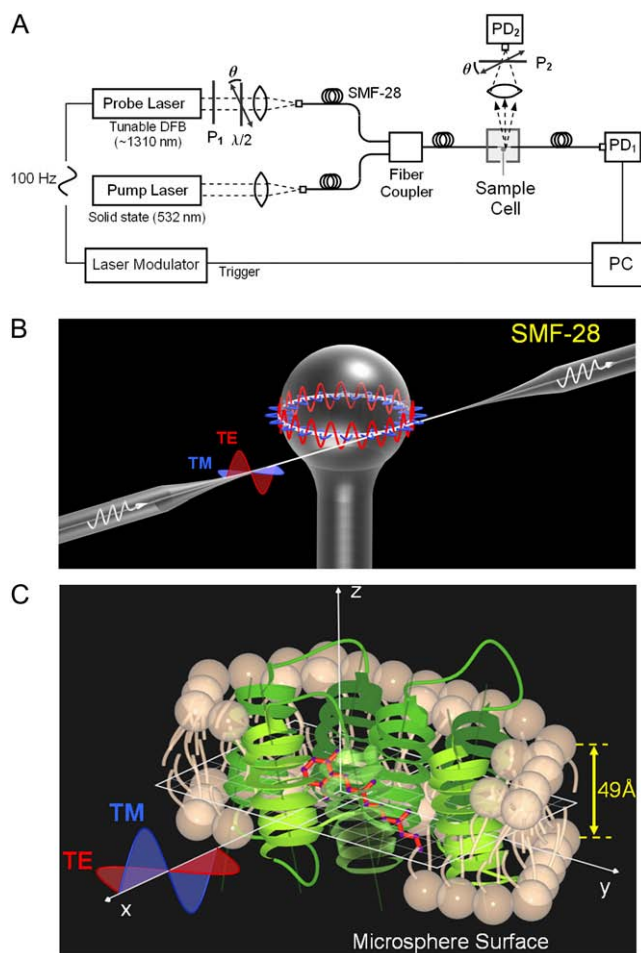 A
PD2
θ
P2
θ
SMF-28
Probe Laser
Tunable DFB
(~1310 nm)
P1
λ/2
PD1
Fiber
Coupler
Sample
Cell
100 Hz
Pump Laser
Solid state (532 nm)
Laser Modulator
Trigger
PC
B
SMF-28
TE
TM
C
z
49Å
TM
TE
x
y
Microsphere Surface